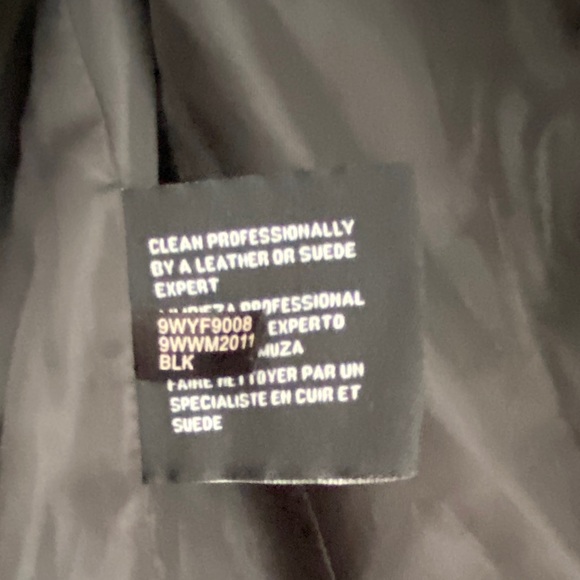 CLEAN PROFESSIONALLY
BY A LEATHER OR SUEDE
EXPERT
PROFESSIONAL
EXPERTO
9WYF9008
9WWM2011
BLK
FAIRE NETTOYER PAR UN
SPECIALISTE EN CUIR ET
SUEDE